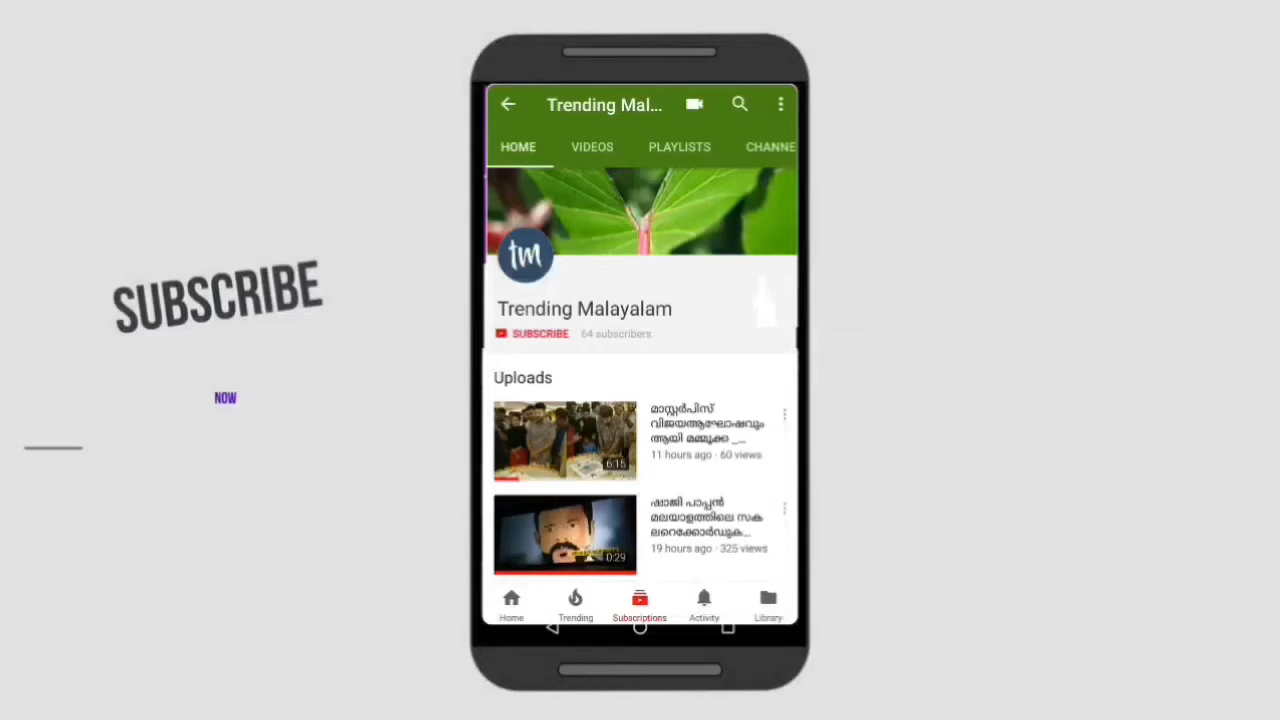 SUBSCRIBE
NOW
Trending Mal...
HOME VIDEOS PLAYLISTS CHANNE
tm
Trending Malayalam
SUBSCRIBE 64 subscribers
Uploads
മാസ്റ്റർപിസ്
വിജയആഘോഷവും
ആയി മമ്മൂക്ക _...
11 hours ago · 60 views
6:15
ഷാജി പാപ്പൻ
മലയാളത്തിലെ സക
ലറെക്കോർഡുക...
19 hours ago · 325 views
0:29
Home Trending Subscriptions Activity Library